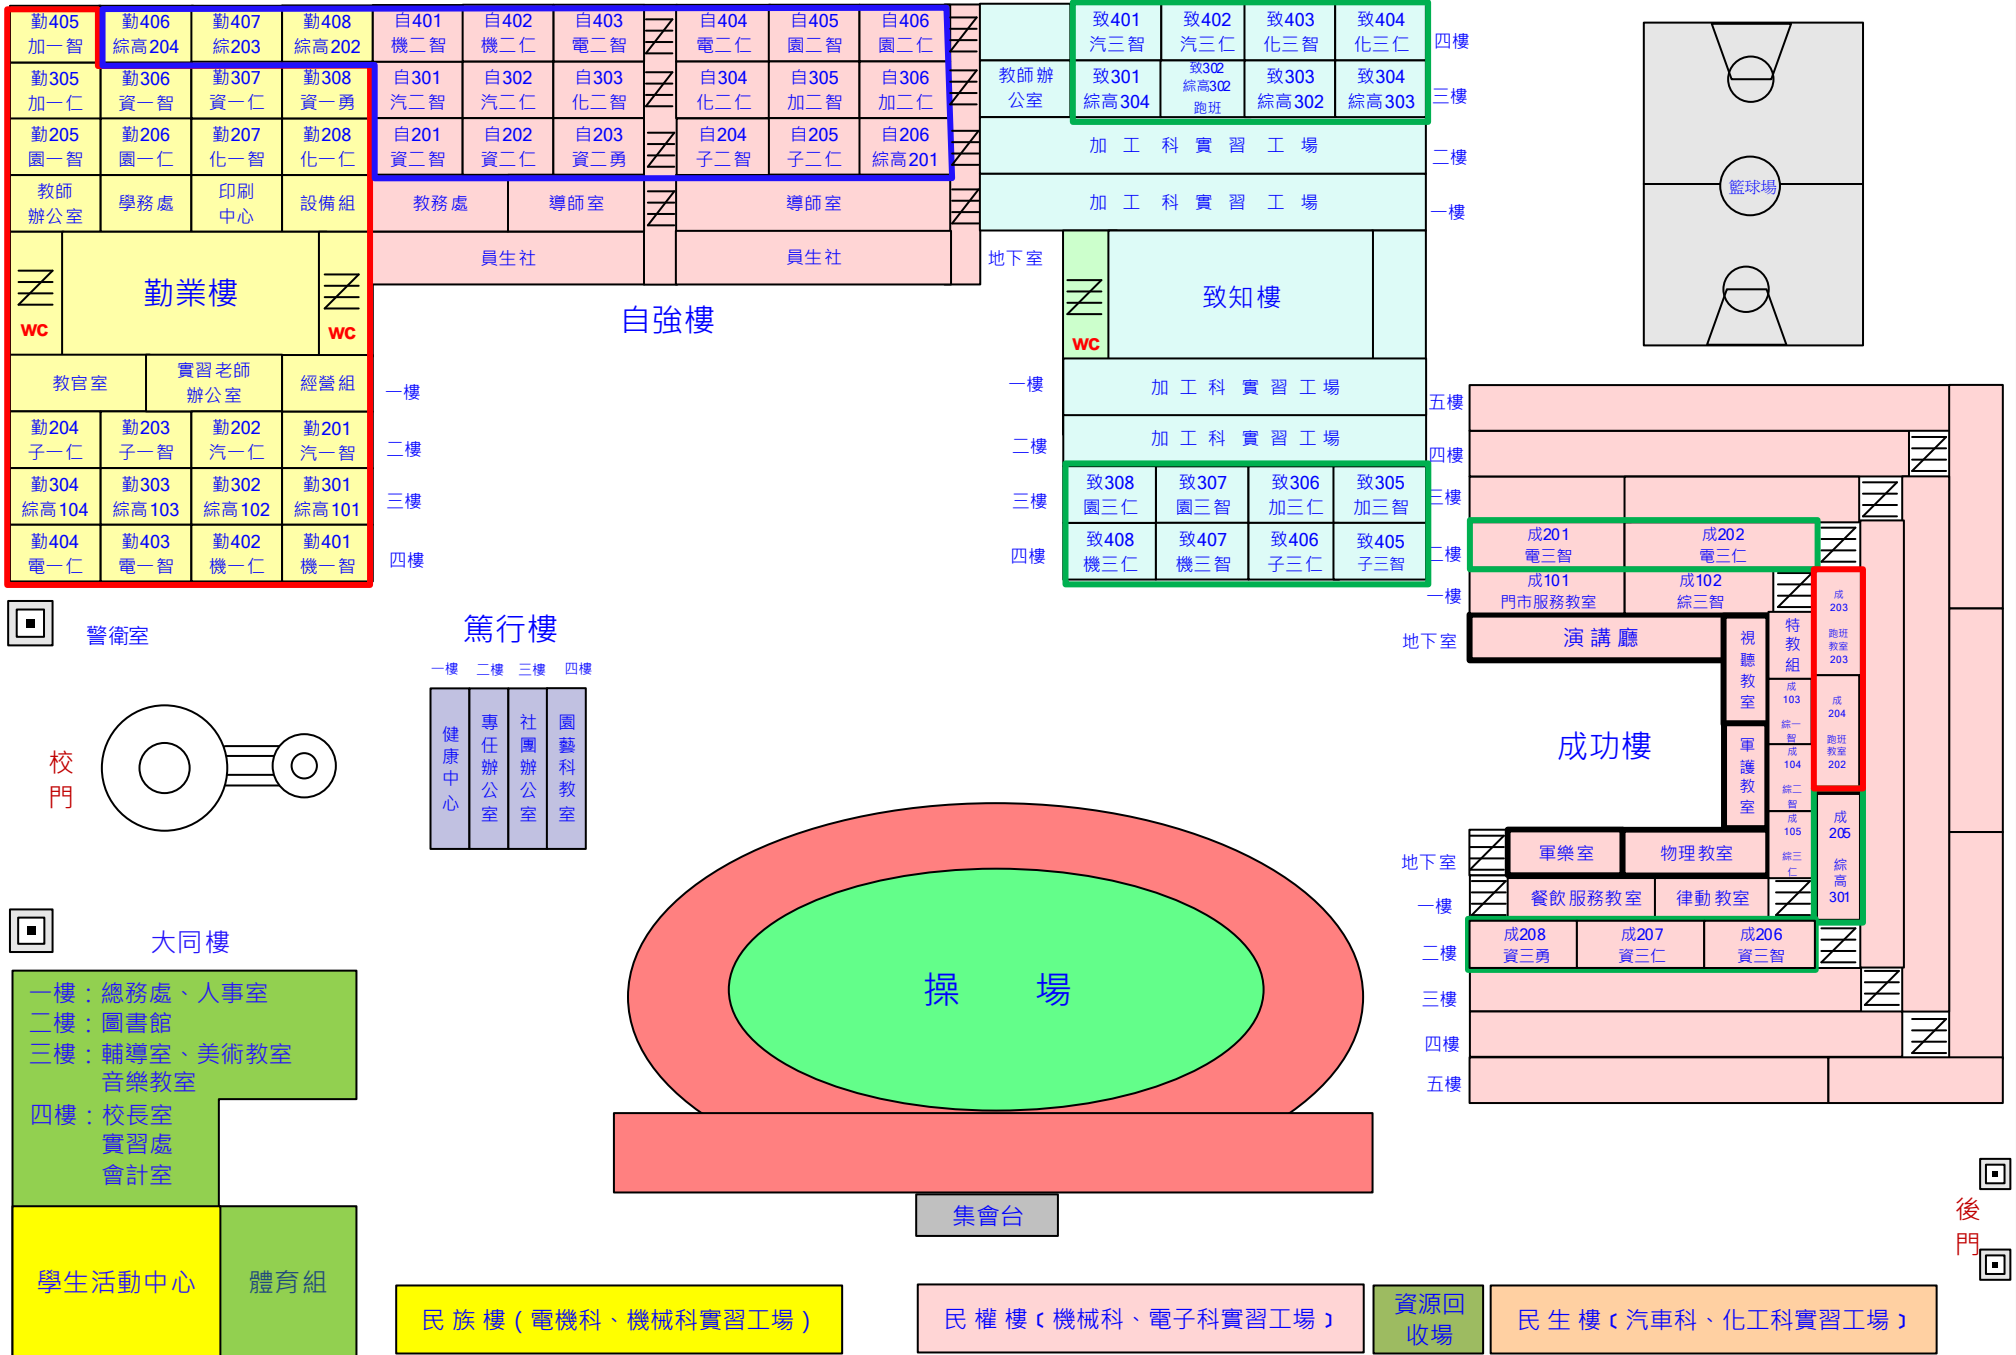 勤405
加一智
勤406
綜高204
勤407
綜203
勤408
綜高202
自401
機二智
自402
機二仁
自403
電二智
自404
電二仁
自405
園二智
自406
園二仁
致401
汽三智
致402
汽三仁
致403
化三智
致404
化三仁
四樓
勤305
加一仁
勤306
資一智
勤307
資一仁
勤308
資一勇
自301
汽二智
自302
汽二仁
自303
化二智
自304
化二仁
自305
加二智
自306
加二仁
教師辦
公室
致301
綜高304
致302
綜高302
跑班
致303
綜高302
致304
綜高303
三樓
勤205
園一智
勤206
園一仁
勤207
化一智
勤208
化一仁
自201
資二智
自202
資二仁
自203
資二勇
自204
子二智
自205
子二仁
自206
綜高201
加工科實習工場
二樓
教師
辦公室
學務處
印刷
中心
設備組
教務處
導師室
導師室
加工科實習工場
一樓
員生社
員生社
地下室
籃球場
勤業樓
WC
WC
自強樓
致知樓
WC
教官室
實習老師
辦公室
經營組
一樓
一樓
加工科實習工場
勤204
子一仁
勤203
子一智
勤202
汽一仁
勤201
汽一智
二樓
二樓
加工科實習工場
勤304
綜高104
勤303
綜高103
勤302
綜高102
勤301
綜高101
三樓
三樓
致308
園三仁
致307
園三智
致306
加三仁
致305
加三智
勤404
電一仁
勤403
電一智
勤402
機一仁
勤401
機一智
四樓
四樓
致408
機三仁
致407
機三智
致406
子三仁
致405
子三智
五樓
四樓
三樓
二樓
成201
電三智
成202
電三仁
一樓
成101
門市服務教室
成102
綜三智
地下室
演講廳
視聽教室
特教組
成
203
跑班
教室
203
成
103
綜一
智
成
204
跑班
教室
202
成功樓
軍護教室
成
104
綜二
智
成
105
綜三
仁
成
205
綜
高
301
地下室
軍樂室
物理教室
一樓
餐飲服務教室
律動教室
二樓
成208
資三勇
成207
資三仁
成206
資三智
三樓
四樓
五樓
警衛室
篤行樓
一樓
二樓
三樓
四樓
健康中心
專任辦公室
社團辦公室
園藝科教室
校
門
大同樓
一樓：總務處、人事室
二樓：圖書館
三樓：輔導室、美術教室
音樂教室
四樓：校長室
實習處
會計室
操場
集會台
後
門
學生活動中心
體育組
民族樓(電機科、機械科實習工場)
民權樓﹝機械科、電子科實習工場﹞
資源回
收場
民生樓﹝汽車科、化工科實習工場﹞